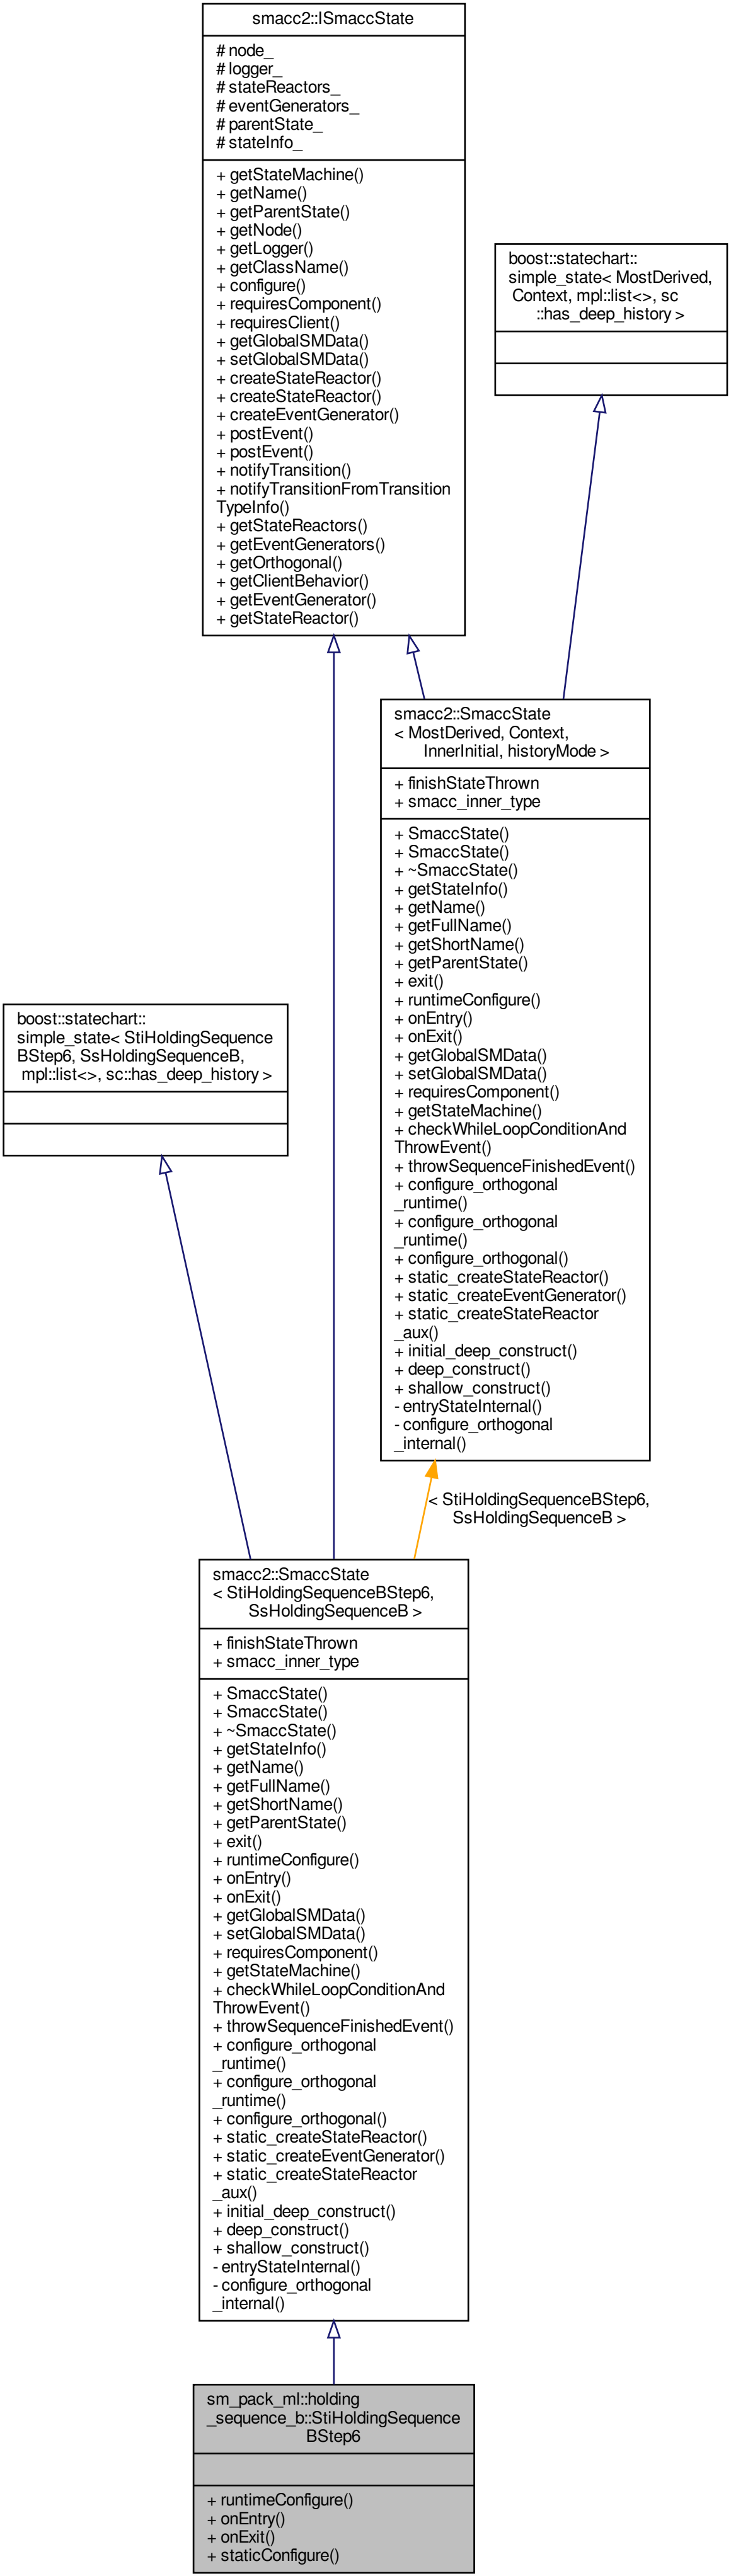 smacc2::ISmaccState
# node_
# logger_
# stateReactors_
# eventGenerators_
# parentState_
# stateInfo_
+ getStateMachine()
+ getName()
+ getParentState()
+ getNode()
+ getLogger()
+ getClassName()
+ configure()
+ requiresComponent()
+ requiresClient()
+ getGlobalSMData()
+ setGlobalSMData()
+ createStateReactor()
+ createStateReactor()
+ createEventGenerator()
+ postEvent()
+ postEvent()
+ notifyTransition()
+ notifyTransitionFromTransition
TypeInfo()
+ getStateReactors()
+ getEventGenerators()
+ getOrthogonal()
+ getClientBehavior()
+ getEventGenerator()
+ getStateReactor()
boost::statechart::
simple_state< MostDerived,
Context, mpl::list<>, sc
::has_deep_history >
smacc2::SmaccState
< MostDerived, Context,
InnerInitial, historyMode >
+ finishStateThrown
+ smacc_inner_type
+ SmaccState()
+ SmaccState()
+ ~SmaccState()
+ getStateInfo()
+ getName()
+ getFullName()
+ getShortName()
+ getParentState()
+ exit()
+ runtimeConfigure()
+ onEntry()
+ onExit()
+ getGlobalSMData()
+ setGlobalSMData()
+ requiresComponent()
+ getStateMachine()
+ checkWhileLoopConditionAnd
ThrowEvent()
+ throwSequenceFinishedEvent()
+ configure_orthogonal
_runtime()
+ configure_orthogonal
_runtime()
+ configure_orthogonal()
+ static_createStateReactor()
+ static_createEventGenerator()
+ static_createStateReactor
_aux()
+ initial_deep_construct()
+ deep_construct()
+ shallow_construct()
- entryStateInternal()
- configure_orthogonal
_internal()
boost::statechart::
simple_state< StiHoldingSequence
BStep6, SsHoldingSequenceB,
mpl::list<>, sc::has_deep_history >
< StiHoldingSequenceBStep6,
SsHoldingSequenceB >
smacc2::SmaccState
< StiHoldingSequenceBStep6,
SsHoldingSequenceB >
+ finishStateThrown
+ smacc_inner_type
+ SmaccState()
+ SmaccState()
+ ~SmaccState()
+ getStateInfo()
+ getName()
+ getFullName()
+ getShortName()
+ getParentState()
+ exit()
+ runtimeConfigure()
+ onEntry()
+ onExit()
+ getGlobalSMData()
+ setGlobalSMData()
+ requiresComponent()
+ getStateMachine()
+ checkWhileLoopConditionAnd
ThrowEvent()
+ throwSequenceFinishedEvent()
+ configure_orthogonal
_runtime()
+ configure_orthogonal
_runtime()
+ configure_orthogonal()
+ static_createStateReactor()
+ static_createEventGenerator()
+ static_createStateReactor
_aux()
+ initial_deep_construct()
+ deep_construct()
+ shallow_construct()
- entryStateInternal()
- configure_orthogonal
_internal()
sm_pack_ml::holding
_sequence_b::StiHoldingSequence
BStep6
+ runtimeConfigure()
+ onEntry()
+ onExit()
+ staticConfigure()